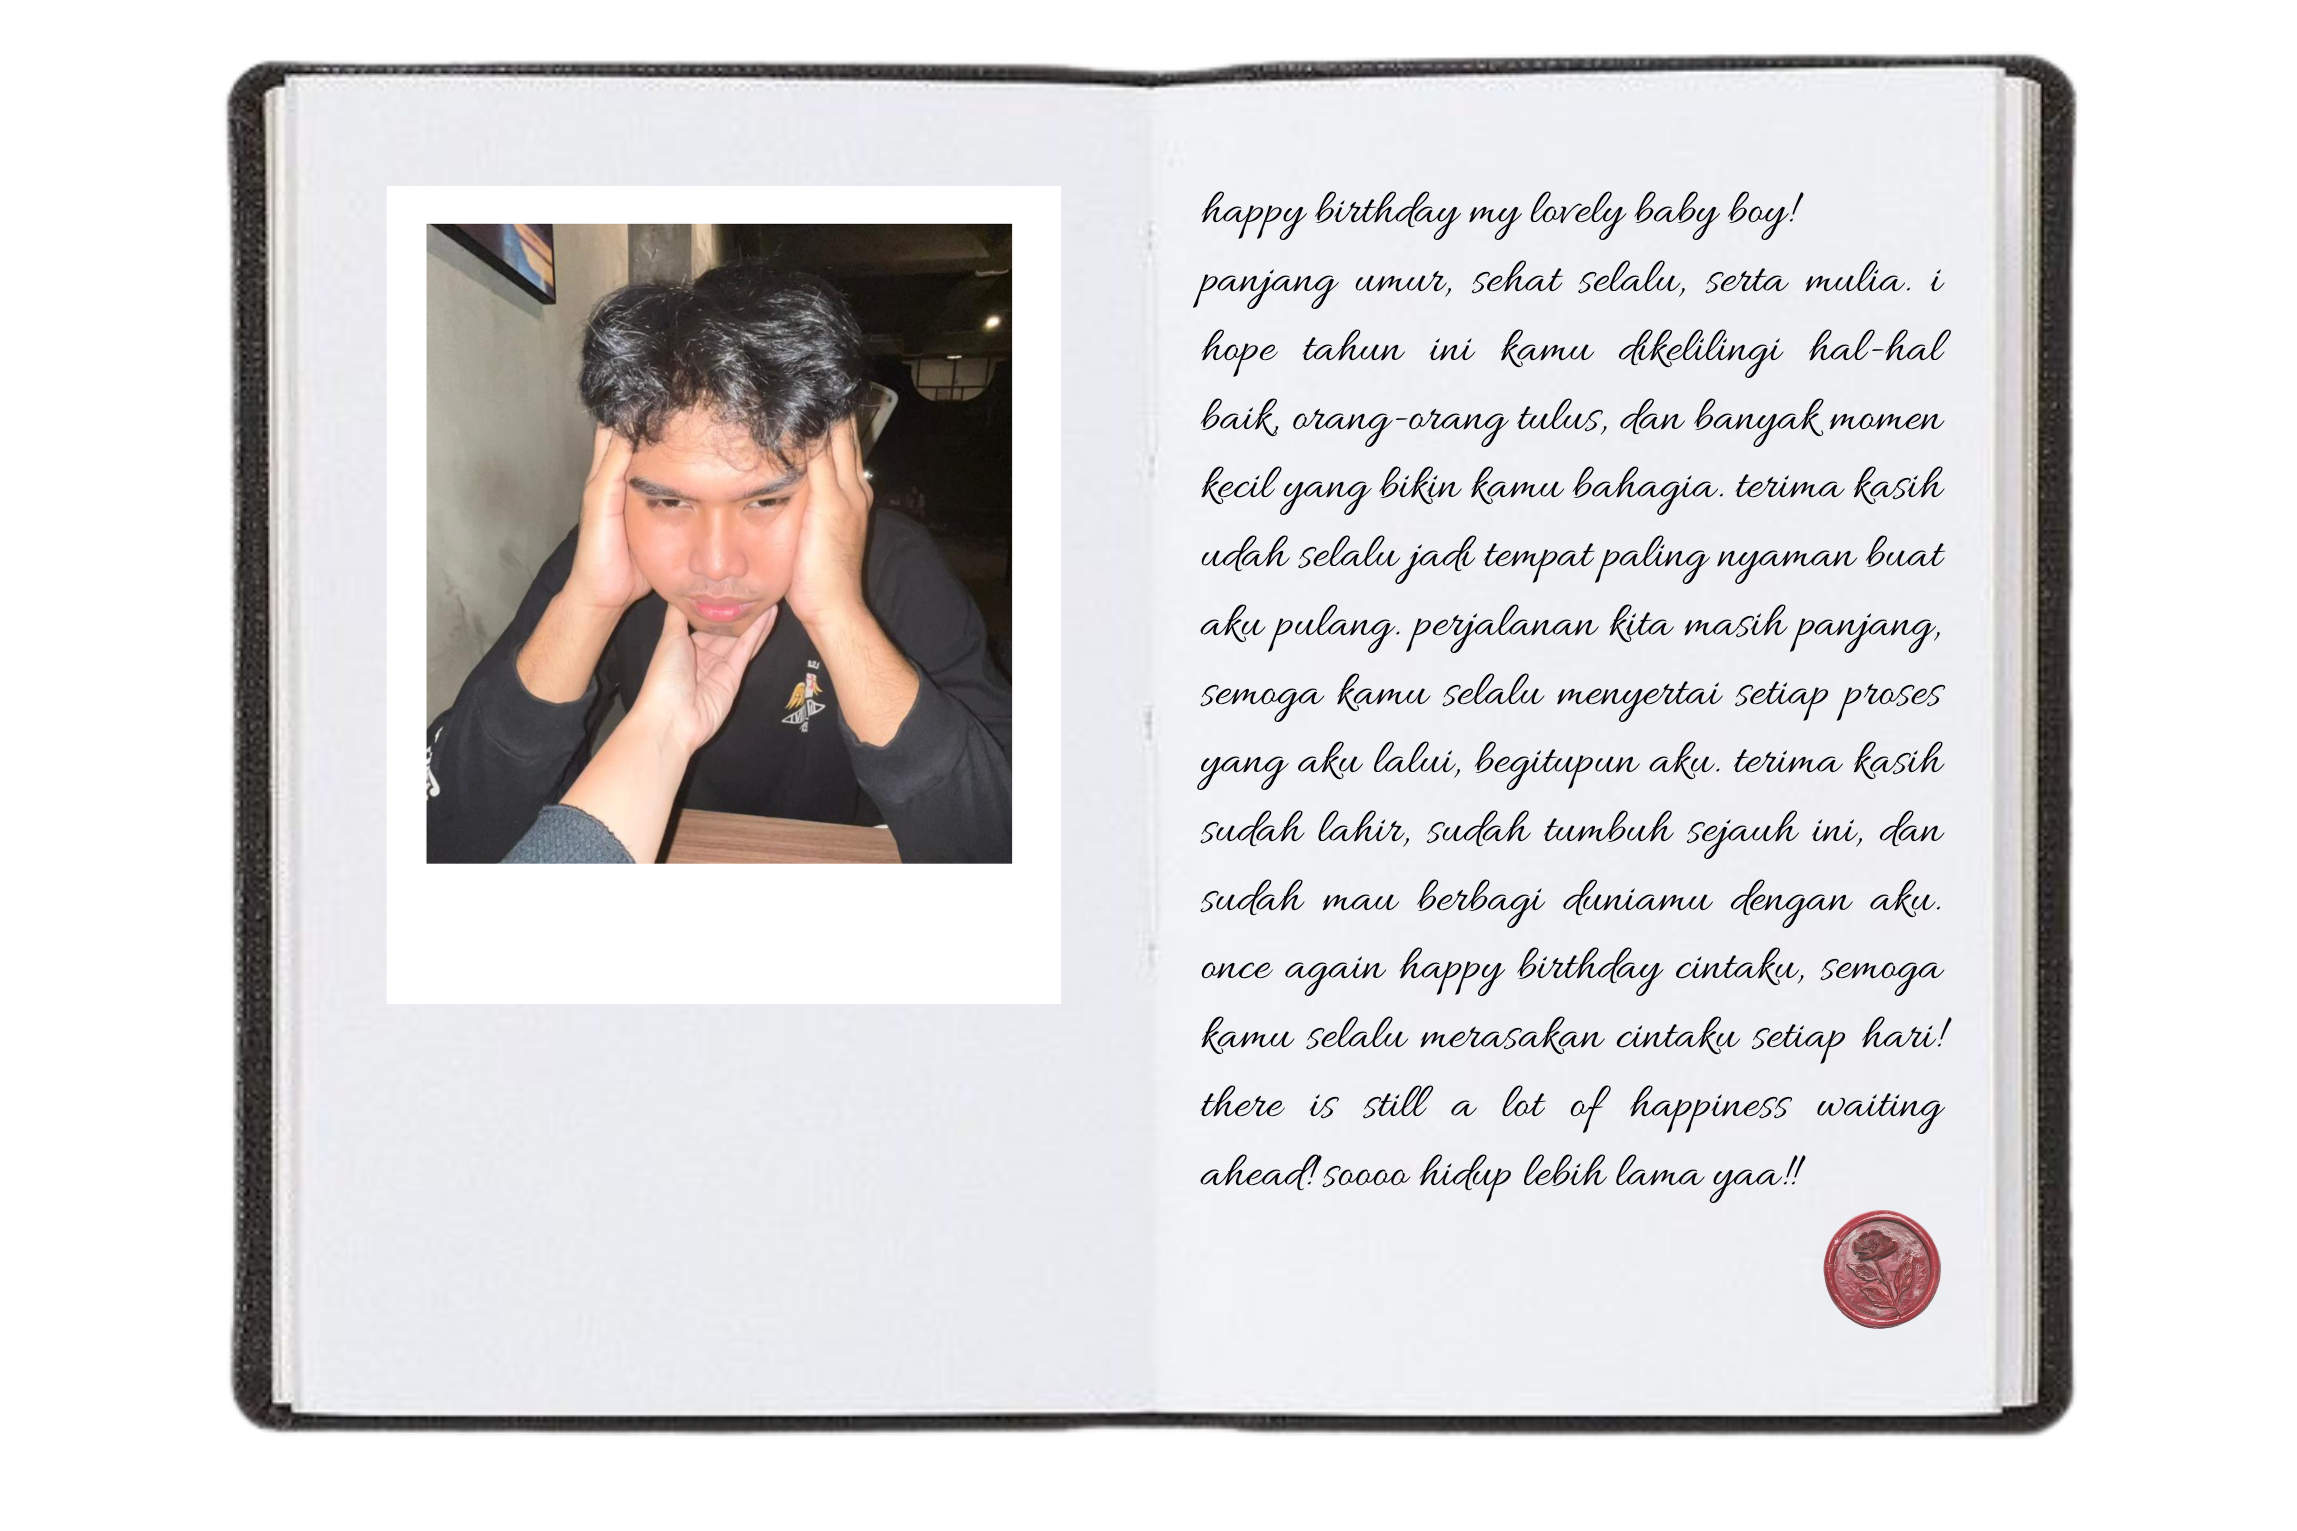 happy birthday my lovely baby boy!
panjang umur, sehat selalu, serta mulia. i
hope tahun ini kamu dikelilingi hal-hal
baik, orang-orang tulus, dan banyak momen
kecil yang bikin kamu bahagia. terima kasih
udah selalu jadi tempat paling nyaman buat
aku pulang. perjalanan kita masih panjang,
semoga kamu selalu menyertai setiap proses
yang aku lalui, begitupun aku. terima kasih
sudah lahir, sudah tumbuh sejauh ini, dan
sudah mau berbagi duniamu dengan aku.
once again happy birthday cintaku, semoga
kamu selalu merasakan cintaku setiap hari!
there is still a lot of happiness waiting
ahead! soooo hidup lebih lama yaa!!